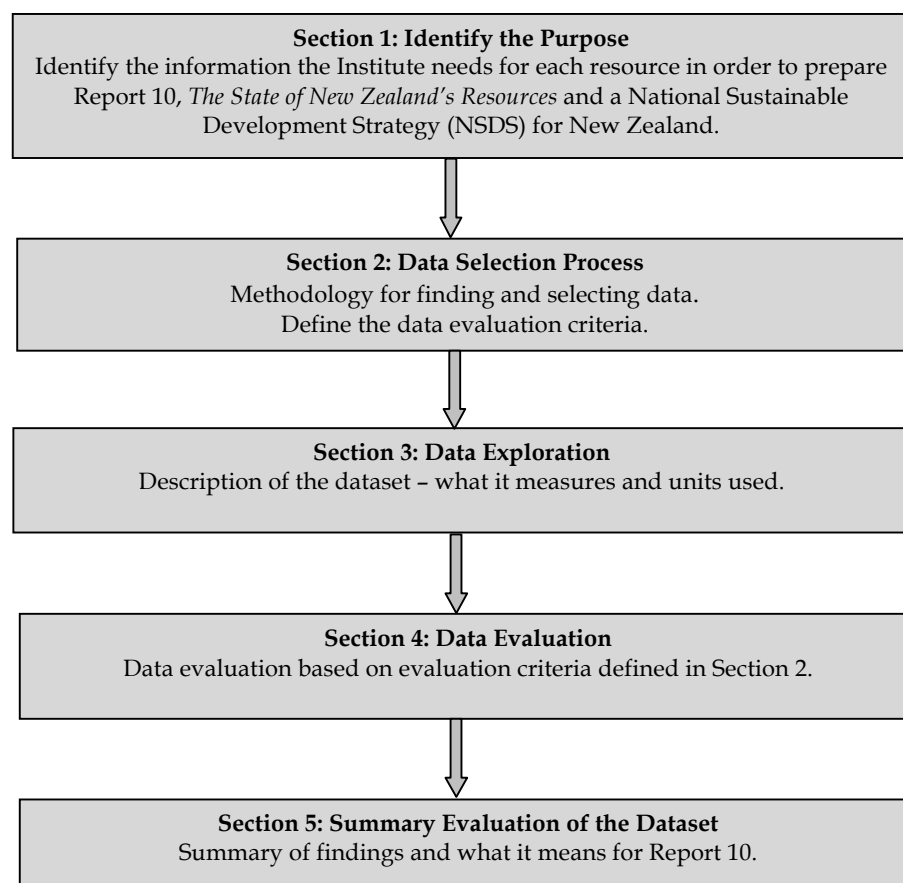 Section 1: Identify the Purpose
Identify the information the Institute needs for each resource in order to prepare
Report 10, The State of New Zealand's Resources and a National Sustainable
Development Strategy (NSDS) for New Zealand.
Section 2: Data Selection Process
Methodology for finding and selecting data.
Define the data evaluation criteria.
Section 3: Data Exploration
Description of the dataset – what it measures and units used.
Section 4: Data Evaluation
Data evaluation based on evaluation criteria defined in Section 2.
Section 5: Summary Evaluation of the Dataset
Summary of findings and what it means for Report 10.